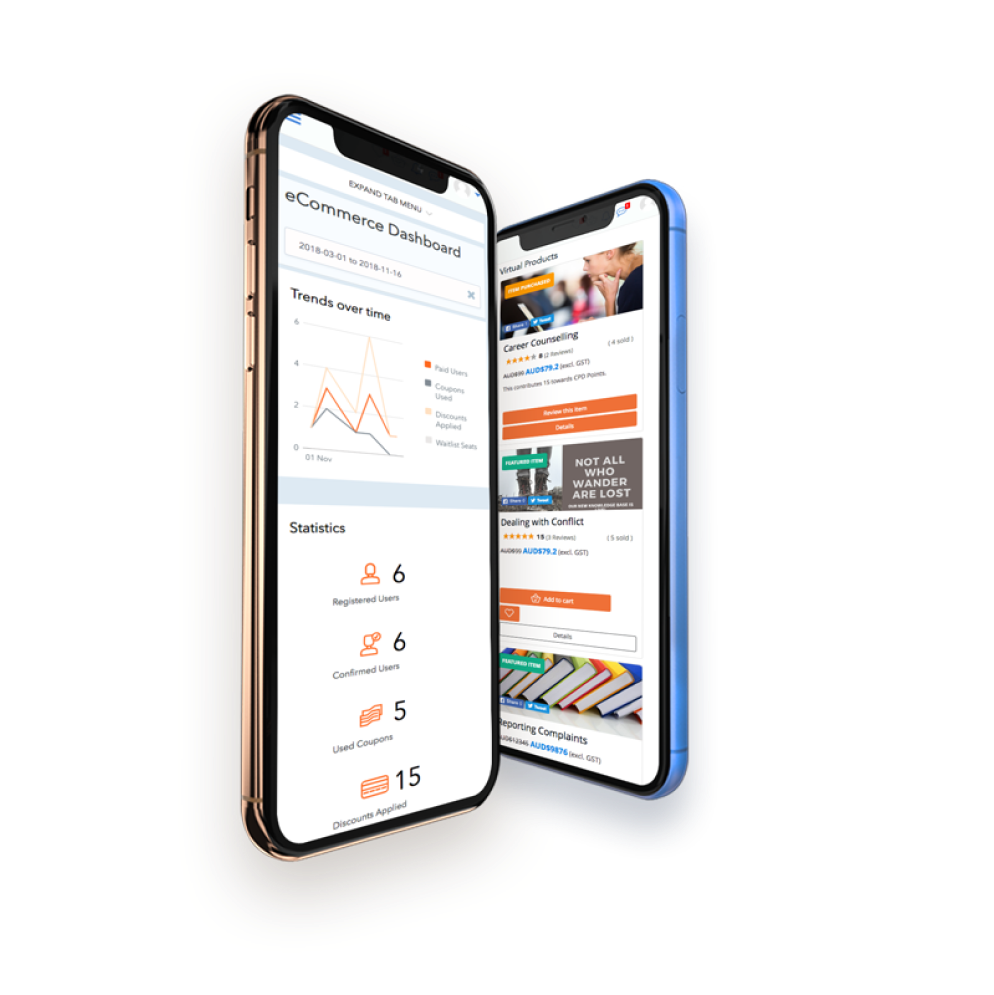 EXPAND TAB MENU
eCommerce Dashboard
2018-03-01 to 2018-11-16
Trends over time
6
4
2
0
01 Nov
Paid Users
Coupons
Used
Discounts
Applied
Waitlist Seats
Statistics
6
Registered Users
6
Confirmed Users
5
Used Coupons
15
Discounts Applied
Virtual Products
ITEM PURCHASED
Share Tweet
Career Counselling
( 4 sold )
8 (2 Reviews)
AUD$99 AUD$79.2 (excl. GST)
This contributes 15 towards CPD Points.
Review this item
Details
FEATURED ITEM
NOT ALL
WHO
WANDER
ARE LOST
OUR NEW KNOWLEDGE BASE IS
Share Tweet
Dealing with Conflict
15 (3 Reviews)
( 5 sold )
AUD$99 AUD$79.2 (excl. GST)
Add to cart
Details
FEATURED ITEM
Share Tweet
Reporting Complaints
AUD$12345 AUD$9876 (excl. GST)